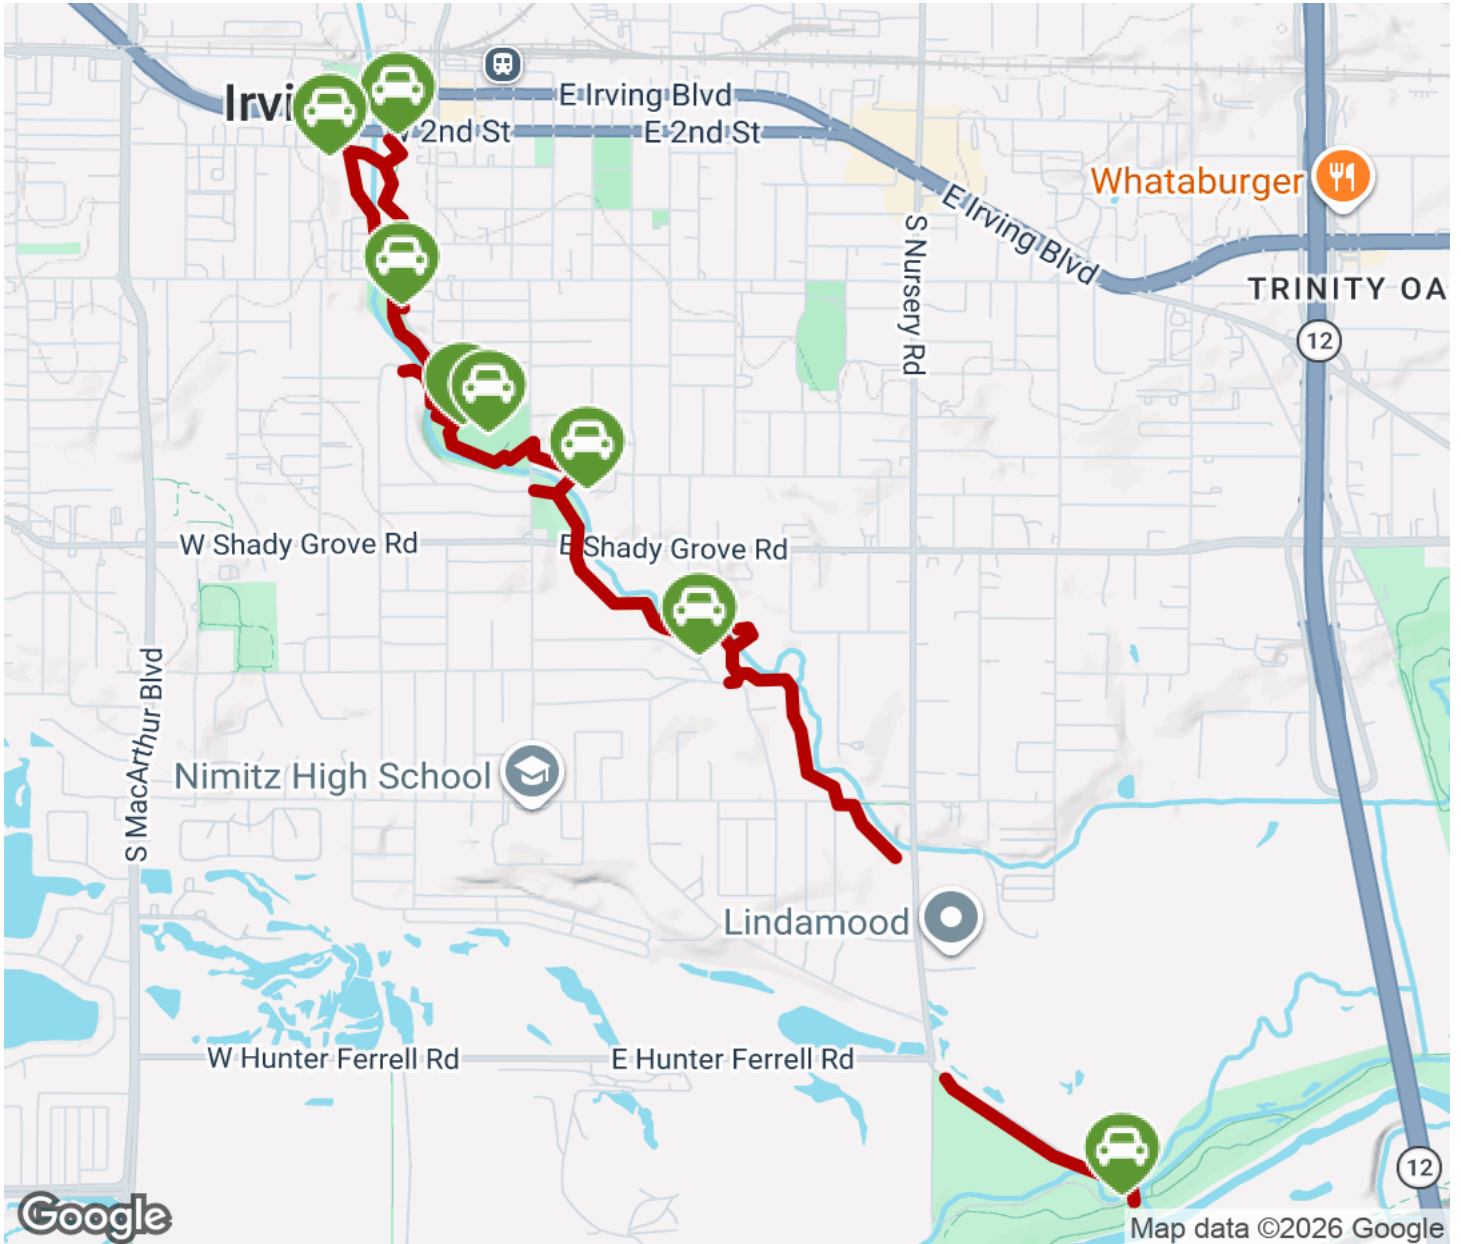 Irvi
E Irving Blvd
2nd St
E 2nd St
Whataburger
E Irving Blvd
S Nursery Rd
TRINITY OA
12
W Shady Grove Rd
E Shady Grove Rd
S MacArthur Blvd
Nimitz High School
Lindamood
W Hunter Ferrell Rd
E Hunter Ferrell Rd
12
Google
Map data ©2026 Google